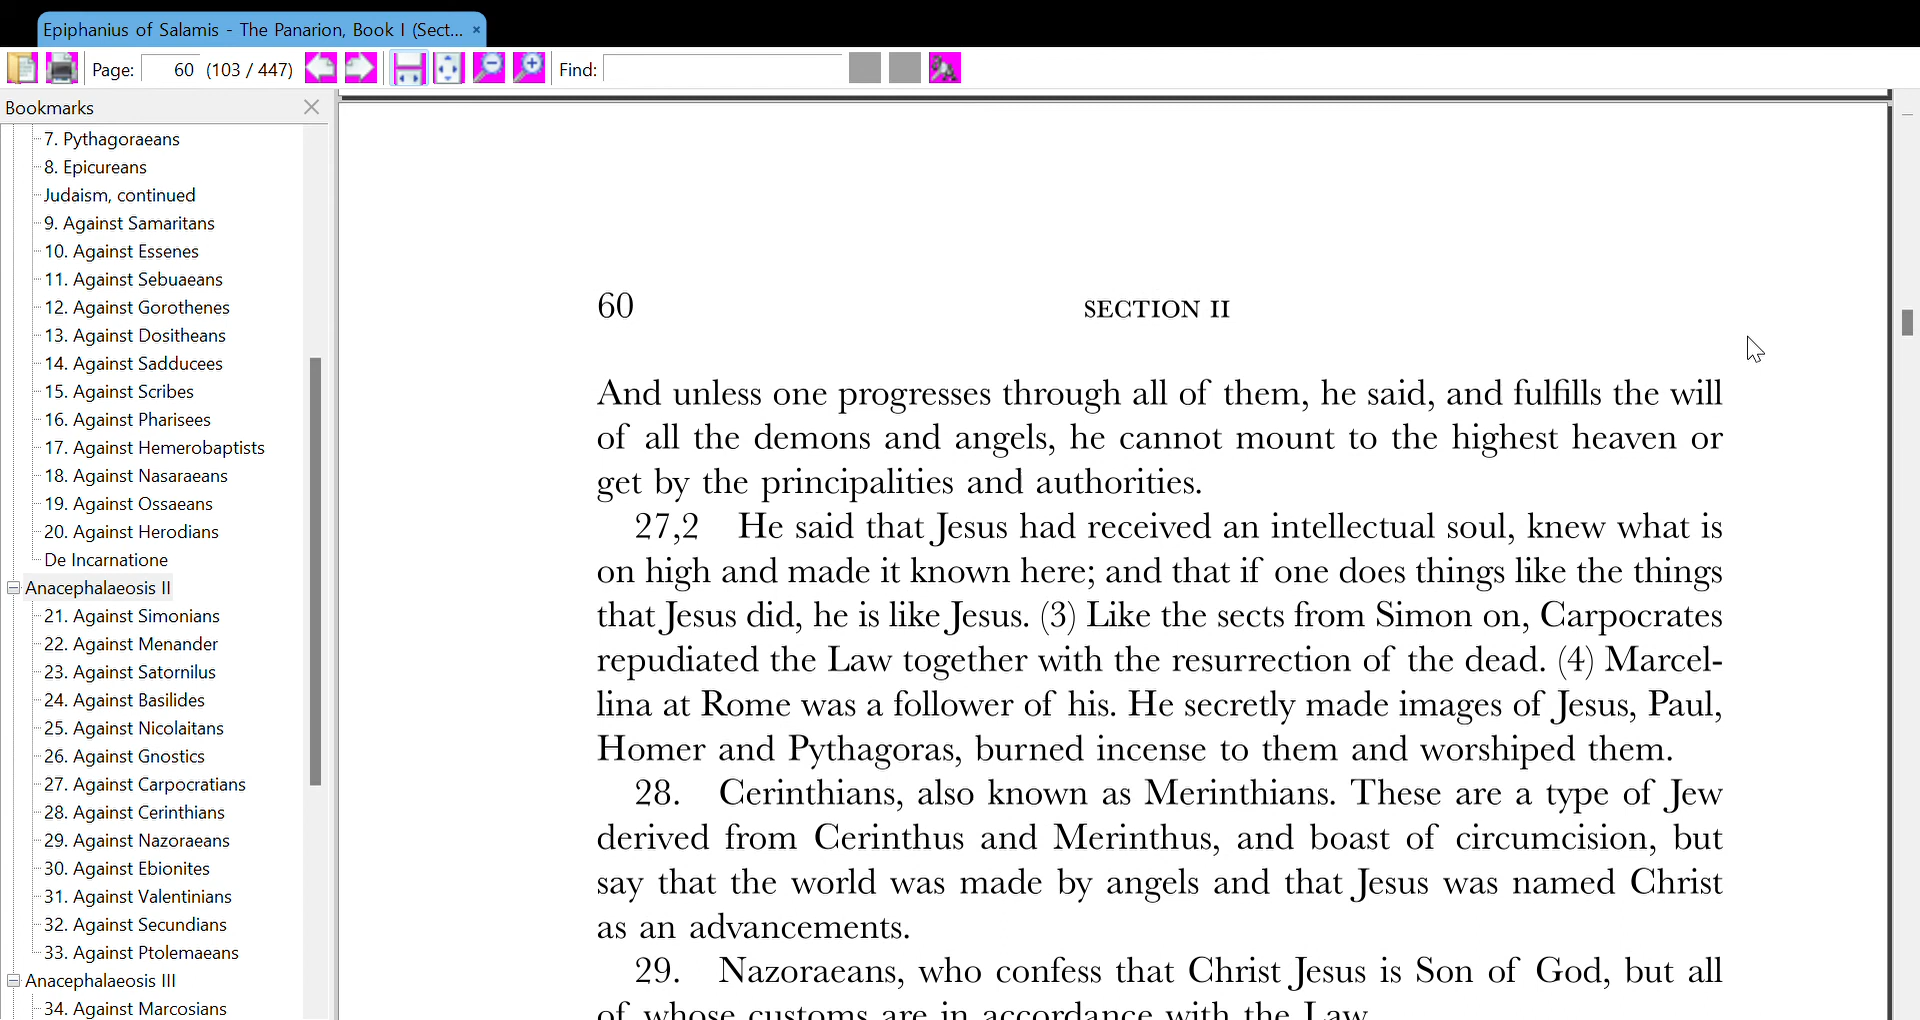 Epiphanius of Salamis - The Panarion, Book I (Sect... ×
Page: 60 (103 / 447) Find:
Bookmarks
7. Pythagoraeans
8. Epicureans
Judaism, continued
9. Against Samaritans
10. Against Essenes
11. Against Sebuaeans
12. Against Gorothenes
13. Against Dositheans
14. Against Sadducees
15. Against Scribes
16. Against Pharisees
17. Against Hemerobaptists
18. Against Nasaraeans
19. Against Ossaeans
20. Against Herodians
De Incarnatione
Anacephalaeosis II
21. Against Simonians
22. Against Menander
23. Against Satornilus
24. Against Basilides
25. Against Nicolaitans
26. Against Gnostics
27. Against Carpocratians
28. Against Cerinthians
29. Against Nazoraeans
30. Against Ebionites
31. Against Valentinians
32. Against Secundians
33. Against Ptolemaeans
Anacephalaeosis III
34. Against Marcosians
60 SECTION II
And unless one progresses through all of them, he said, and fulfills the will
of all the demons and angels, he cannot mount to the highest heaven or
get by the principalities and authorities.
27,2 He said that Jesus had received an intellectual soul, knew what is
on high and made it known here; and that if one does things like the things
that Jesus did, he is like Jesus. (3) Like the sects from Simon on, Carpocrates
repudiated the Law together with the resurrection of the dead. (4) Marcel-
lina at Rome was a follower of his. He secretly made images of Jesus, Paul,
Homer and Pythagoras, burned incense to them and worshiped them.
28. Cerinthians, also known as Merinthians. These are a type of Jew
derived from Cerinthus and Merinthus, and boast of circumcision, but
say that the world was made by angels and that Jesus was named Christ
as an advancements.
29. Nazoraeans, who confess that Christ Jesus is Son of God, but all
of whose customs are in accordance with the Law.